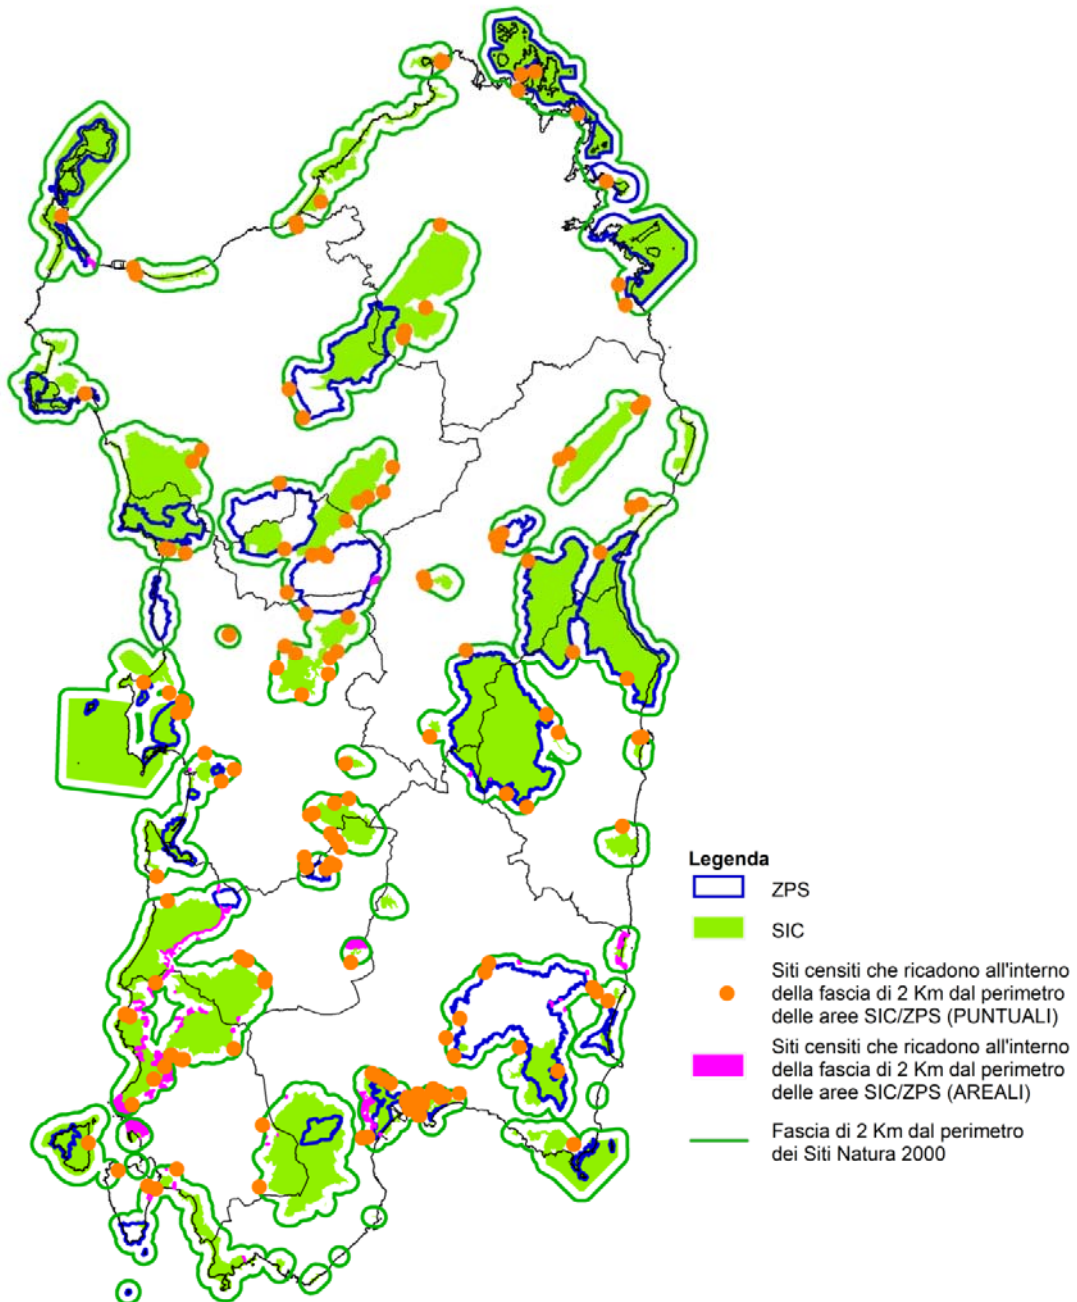 Legenda
ZPS
SIC
Siti censiti che ricadono all'interno
della fascia di 2 Km dal perimetro
delle aree SIC/ZPS (PUNTUALI)
Siti censiti che ricadono all'interno
della fascia di 2 Km dal perimetro
delle aree SIC/ZPS (AREALI)
Fascia di 2 Km dal perimetro
dei Siti Natura 2000